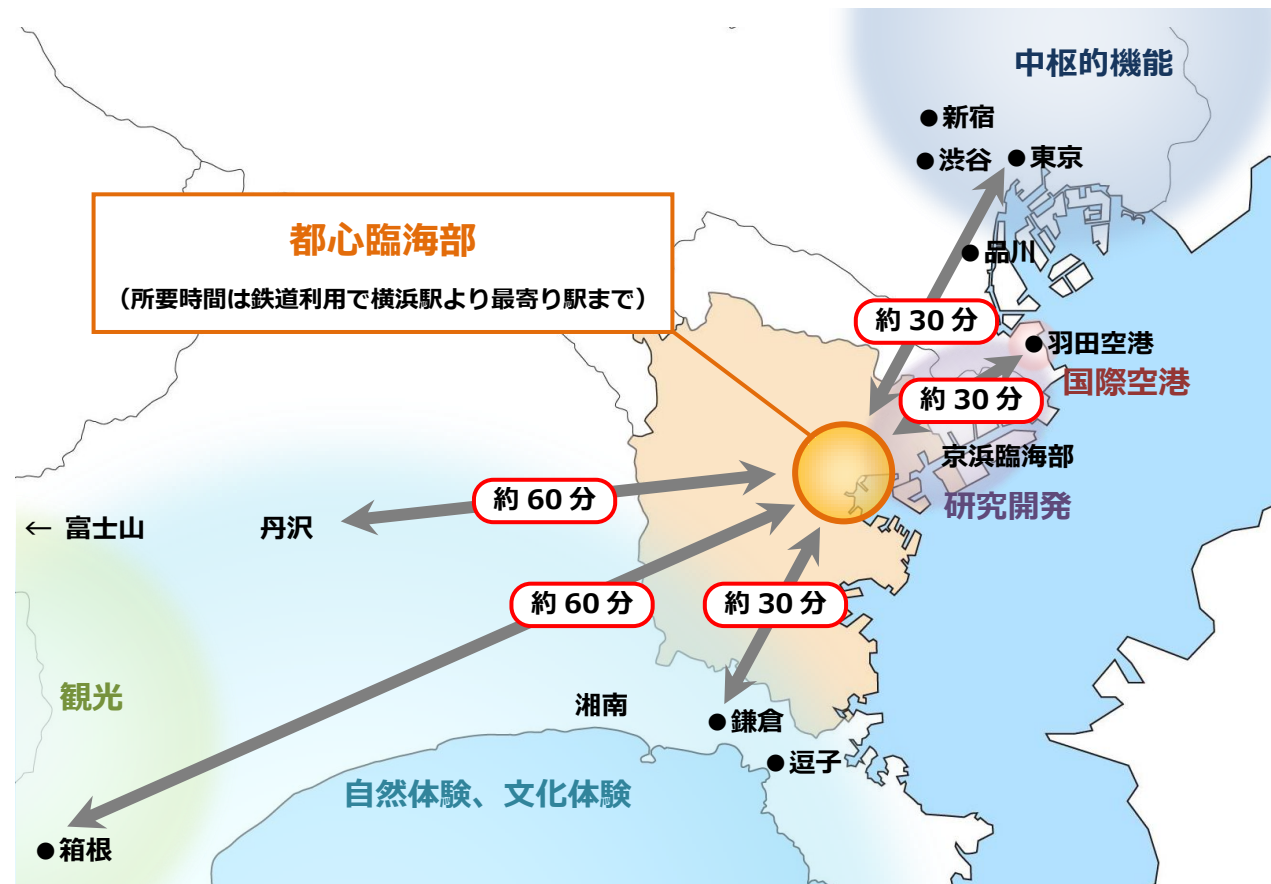 中枢的機能
●新宿
●渋谷
●東京
都心臨海部
（所要時間は鉄道利用で横浜駅より最寄り駅まで）
●品川
約 30 分
●羽田空港
国際空港
約 30 分
京浜臨海部
研究開発
約 60 分
← 富士山
丹沢
約 60 分
約 30 分
観光
湘南
●鎌倉
●逗子
自然体験、文化体験
●箱根